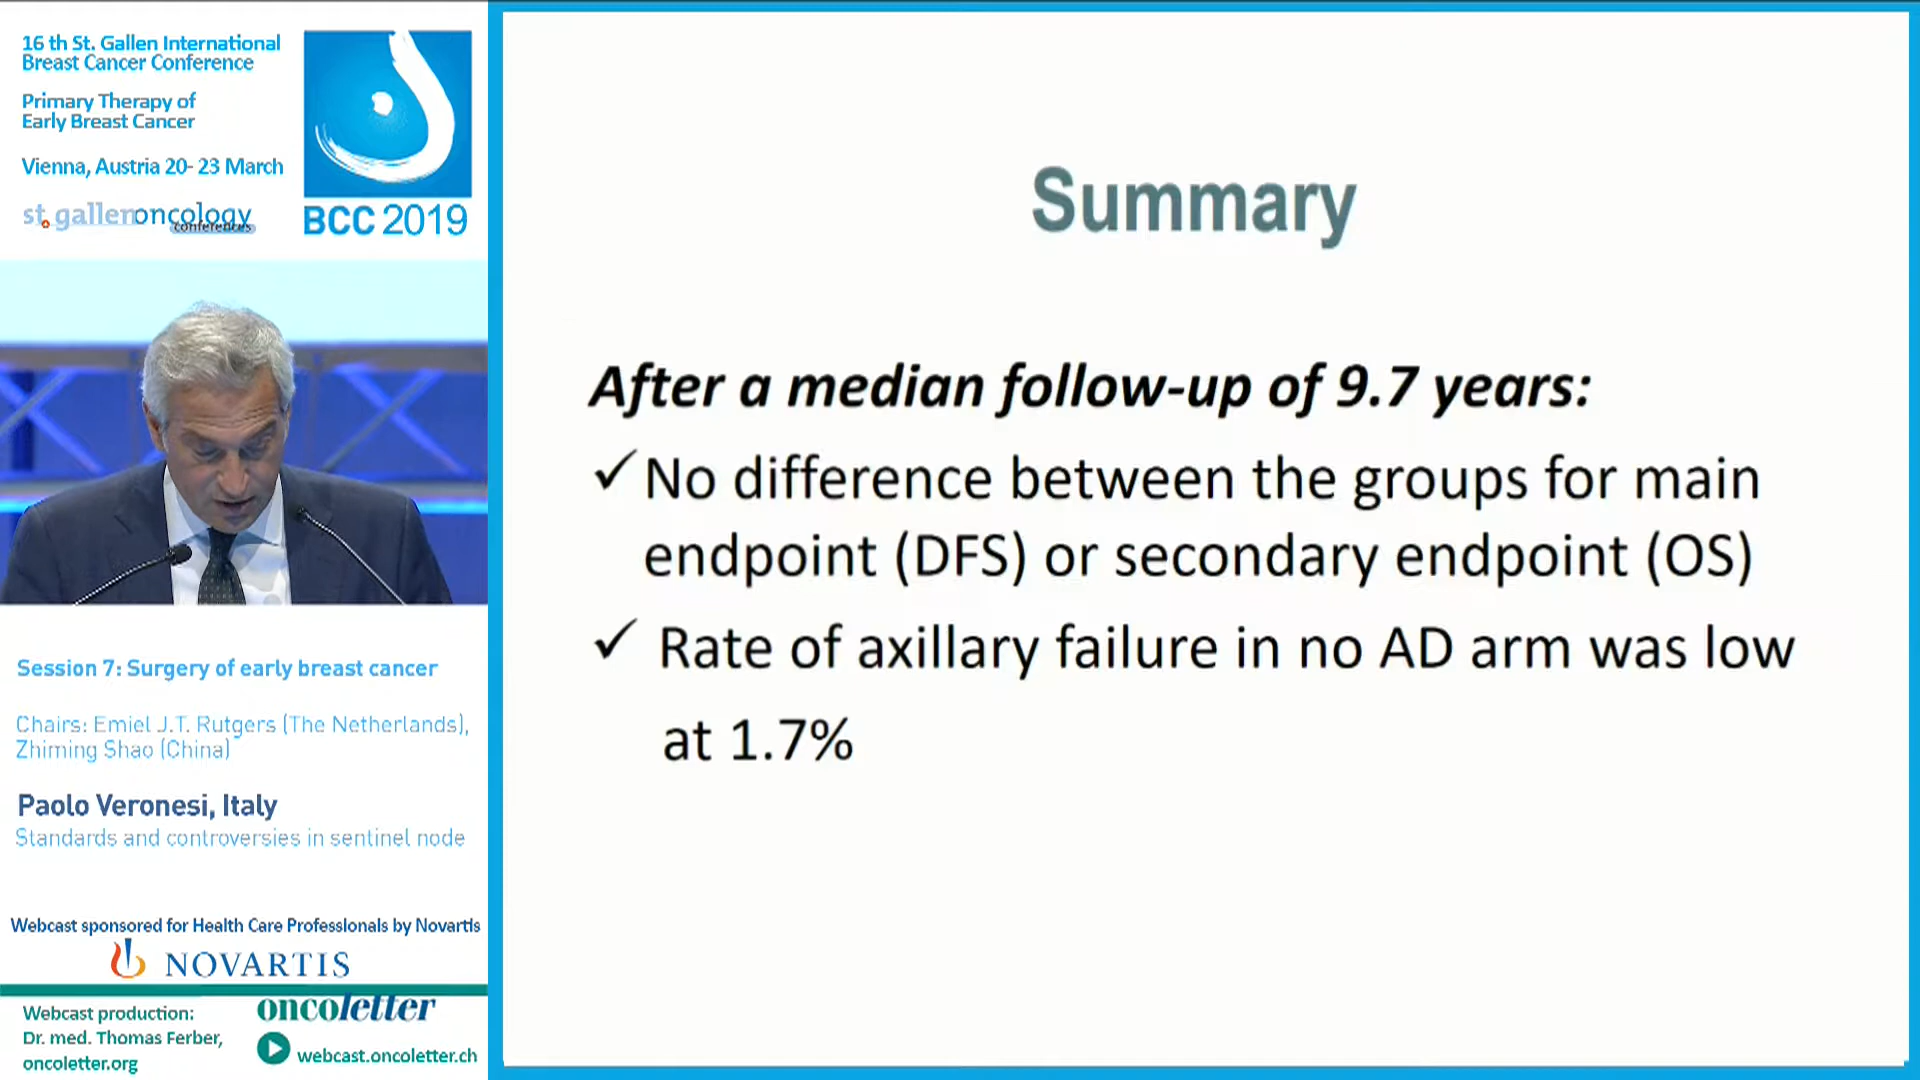 16 th St. Gallen International
Breast Cancer Conference
Primary Therapy of
Early Breast Cancer
Vienna, Austria 20- 23 March
st.gallenoncology
conferences
BCC 2019
Session 7: Surgery of early breast cancer
Chairs: Emiel J.T. Rutgers (The Netherlands),
Zhiming Shao (China)
Paolo Veronesi, Italy
Standards and controversies in sentinel node
Webcast sponsored for Health Care Professionals by Novartis
NOVARTIS
Webcast production:
Dr. med. Thomas Ferber,
oncoletter.org
oncoletter
webcast.oncoletter.ch
Summary
After a median follow-up of 9.7 years:
✓No difference between the groups for main
endpoint (DFS) or secondary endpoint (OS)
✓ Rate of axillary failure in no AD arm was low
at 1.7%